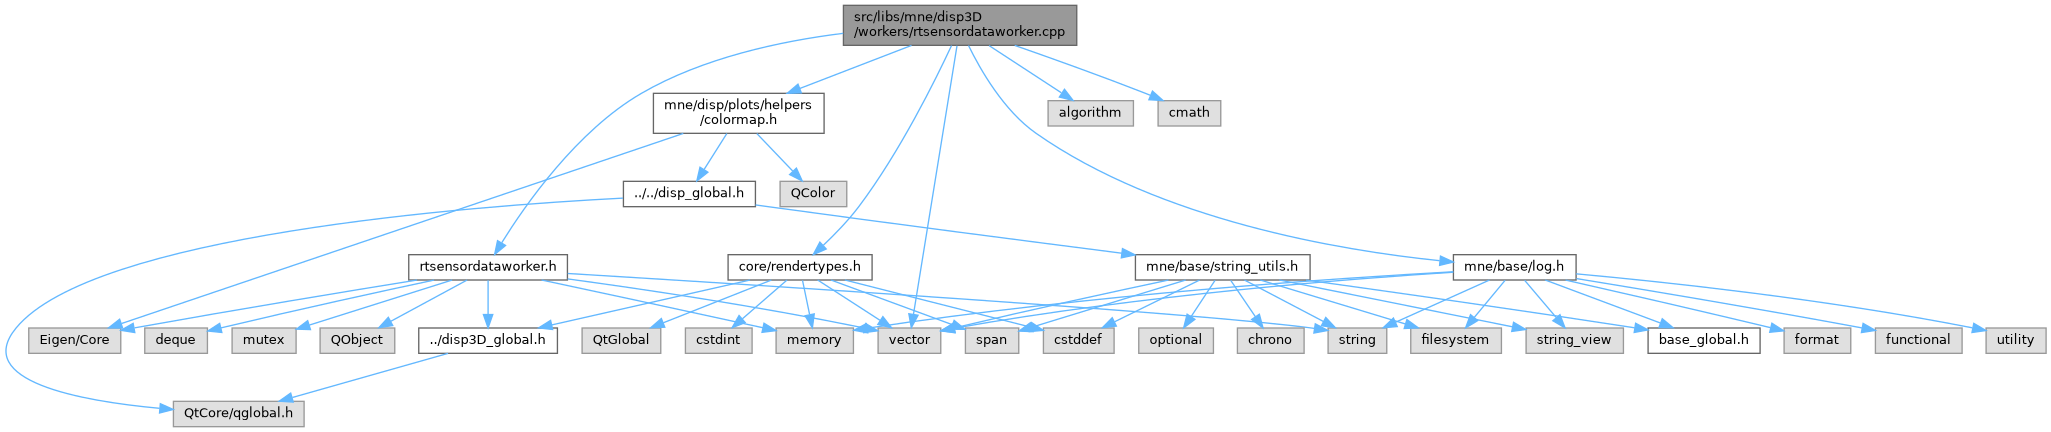 src/libs/mne/disp3D
/workers/rtsensordataworker.cpp
mne/disp/plots/helpers
/colormap.h
algorithm
cmath
../../disp_global.h
QColor
rtsensordataworker.h
core/rendertypes.h
mne/base/string_utils.h
mne/base/log.h
Eigen/Core
deque
mutex
QObject
../disp3D_global.h
QtGlobal
cstdint
memory
vector
span
cstddef
optional
chrono
string
filesystem
string_view
base_global.h
format
functional
utility
QtCore/qglobal.h